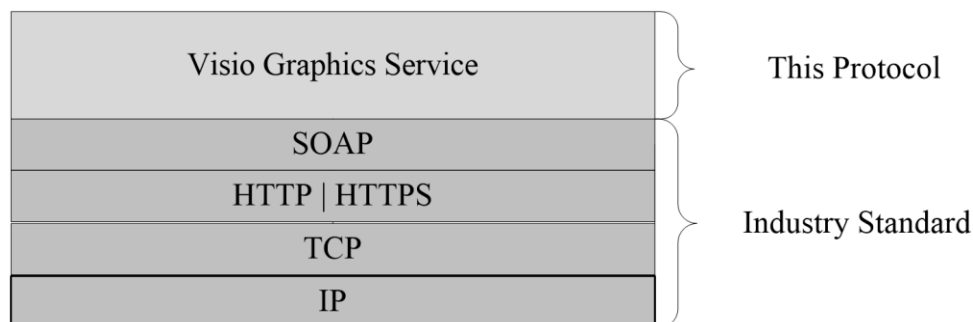 Visio Graphics Service
This Protocol
SOAP
HTTP | HTTPS
TCP
Industry Standard
IP